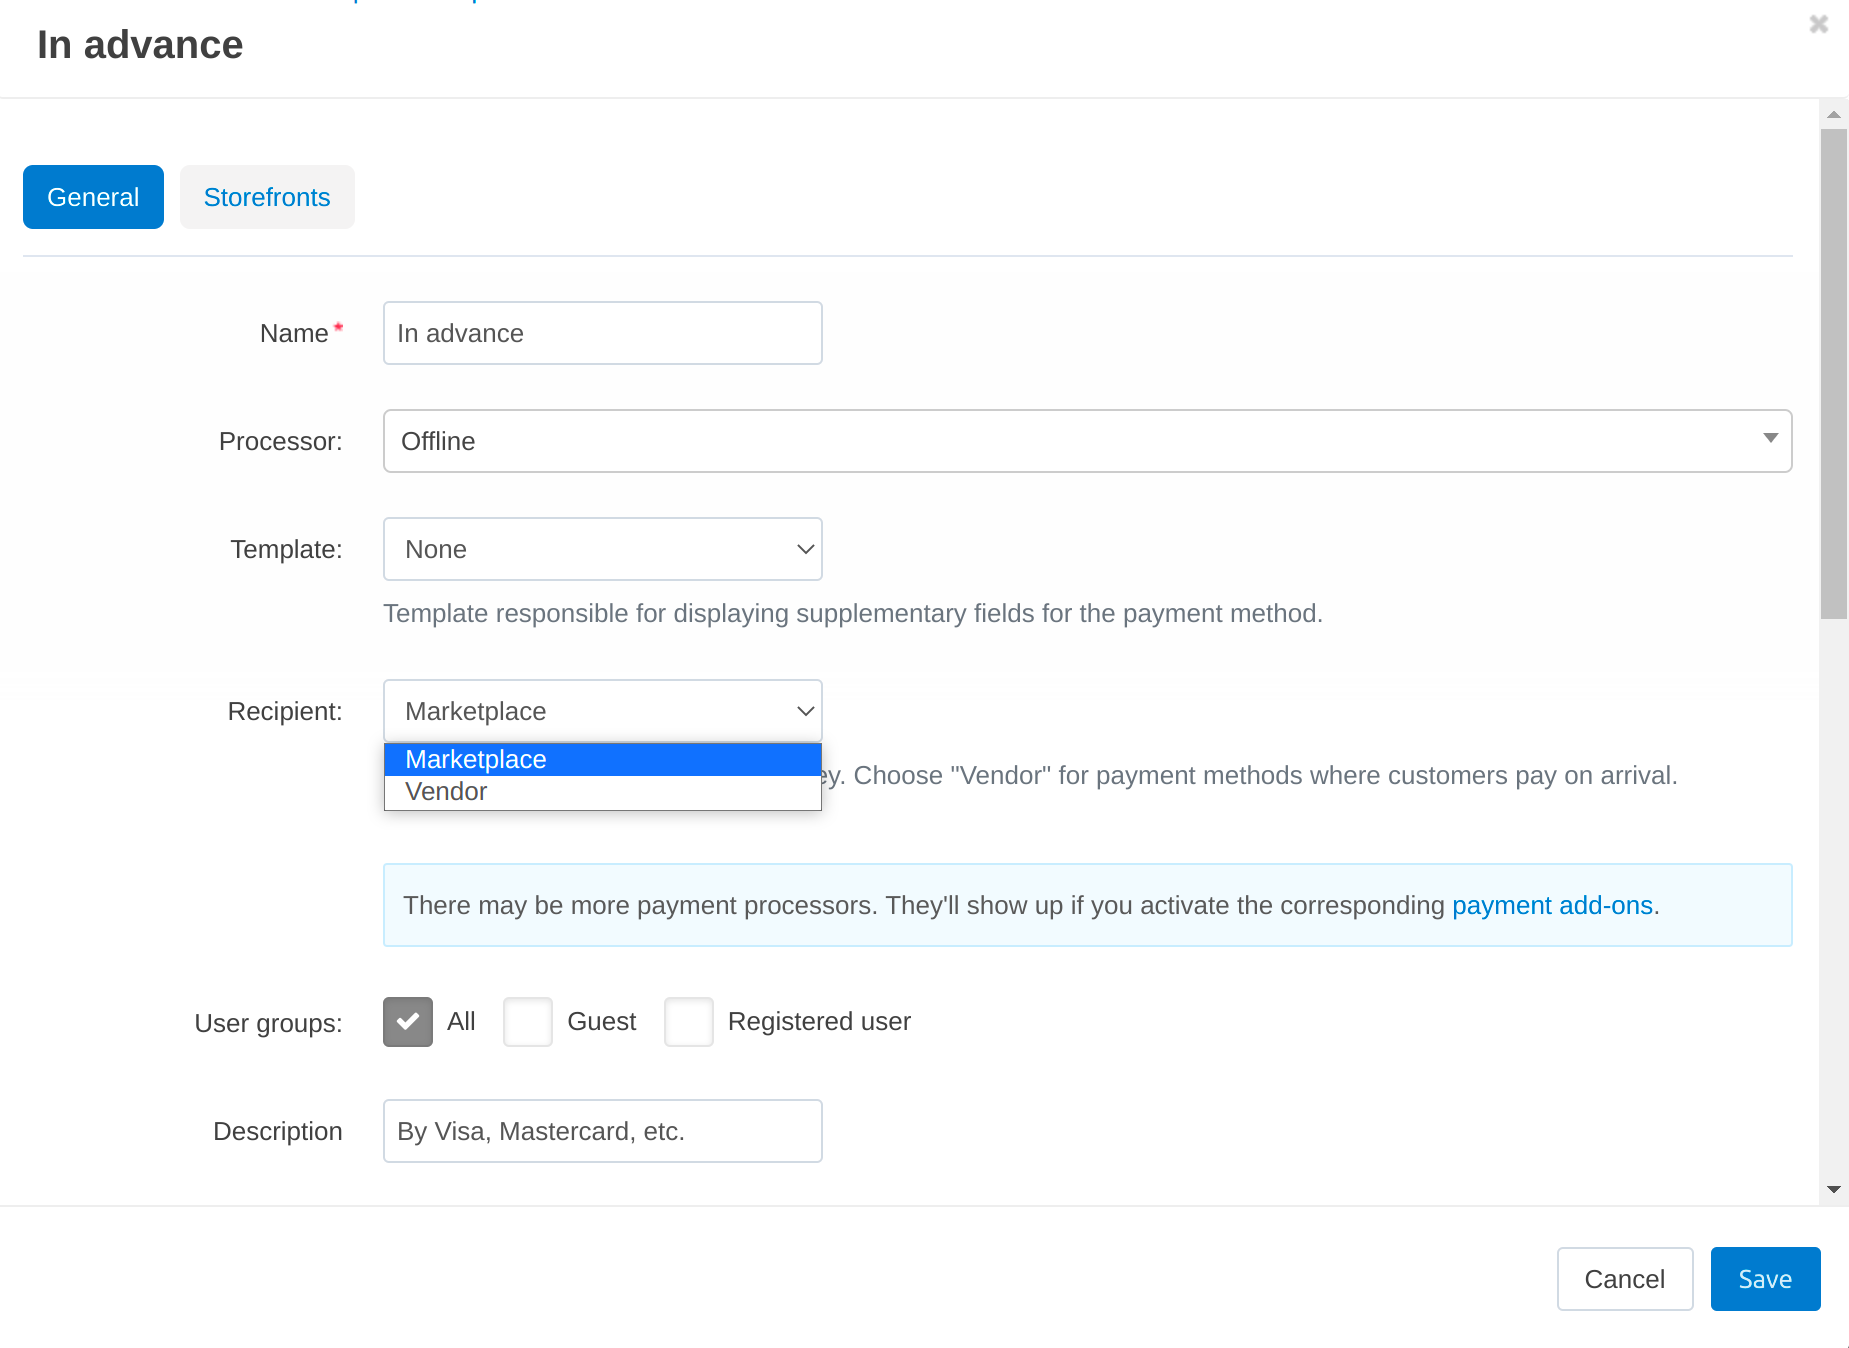 In advance
General Storefronts
Name*
In advance
Processor:
Offline
Template:
None
Template responsible for displaying supplementary fields for the payment method.
Recipient:
Marketplace
Marketplace
Vendor
Choose "Vendor" for payment methods where customers pay on arrival.
There may be more payment processors. They'll show up if you activate the corresponding payment add-ons.
User groups:
All Guest Registered user
Description
By Visa, Mastercard, etc.
Cancel Save